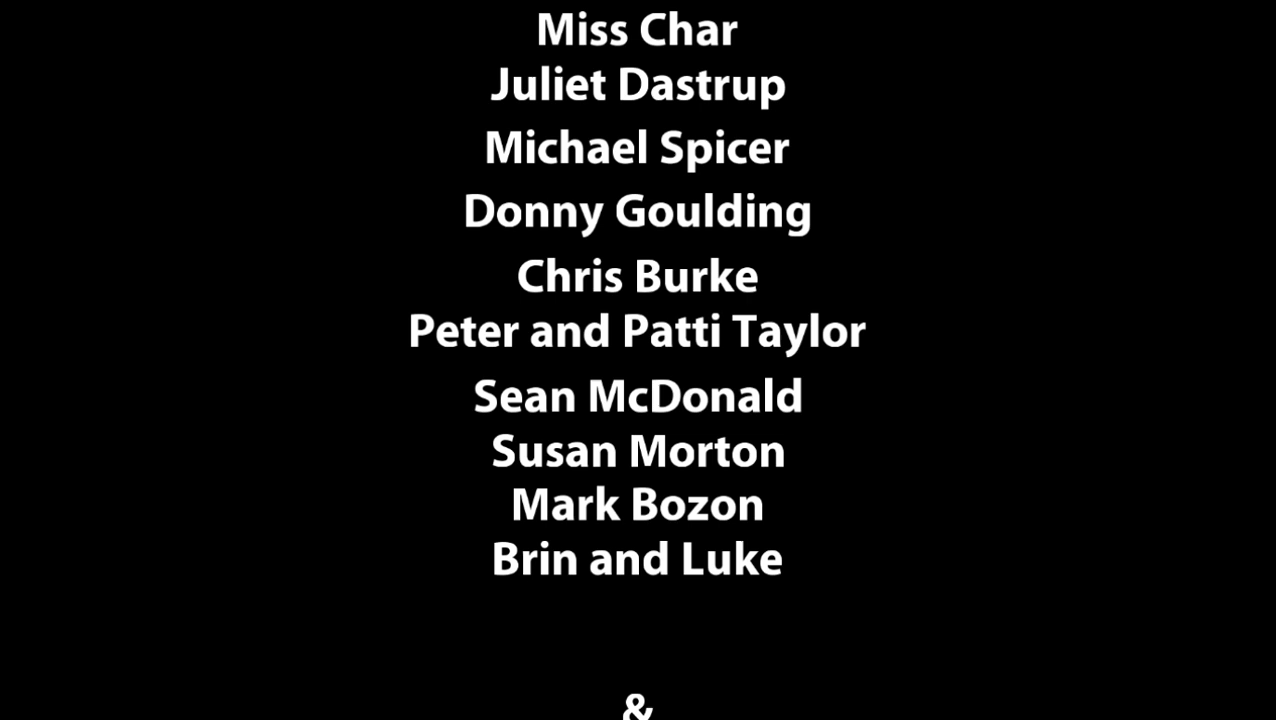 Miss Char
Juliet Dastrup
Michael Spicer
Donny Goulding
Chris Burke
Peter and Patti Taylor
Sean McDonald
Susan Morton
Mark Bozon
Brin and Luke
&